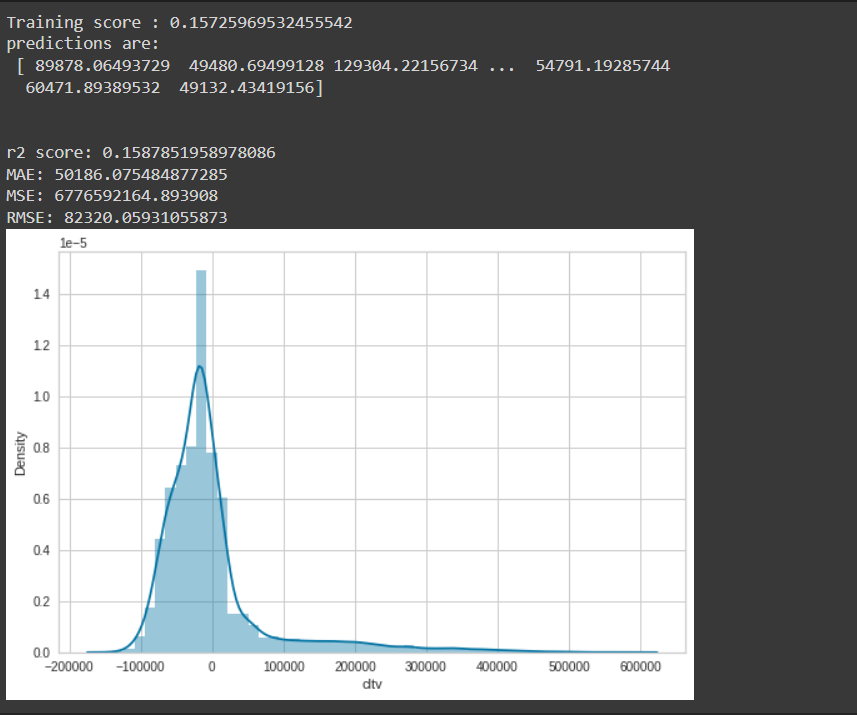 Training score : 0.15725969532455542
predictions are:
[ 89878.06493729 49480.69499128 129304.22156734 ... 54791.19285744
60471.89389532 49132.43419156]
r2 score: 0.1587851958978086
MAE: 50186.075484877285
MSE: 6776592164.893908
RMSE: 82320.05931055873
1e-5
1.4
1.2
1.0
0.8
0.6
0.4
0.2
0.0
Density
−200000 −100000 0 100000 200000 300000 400000 500000 600000
cltv